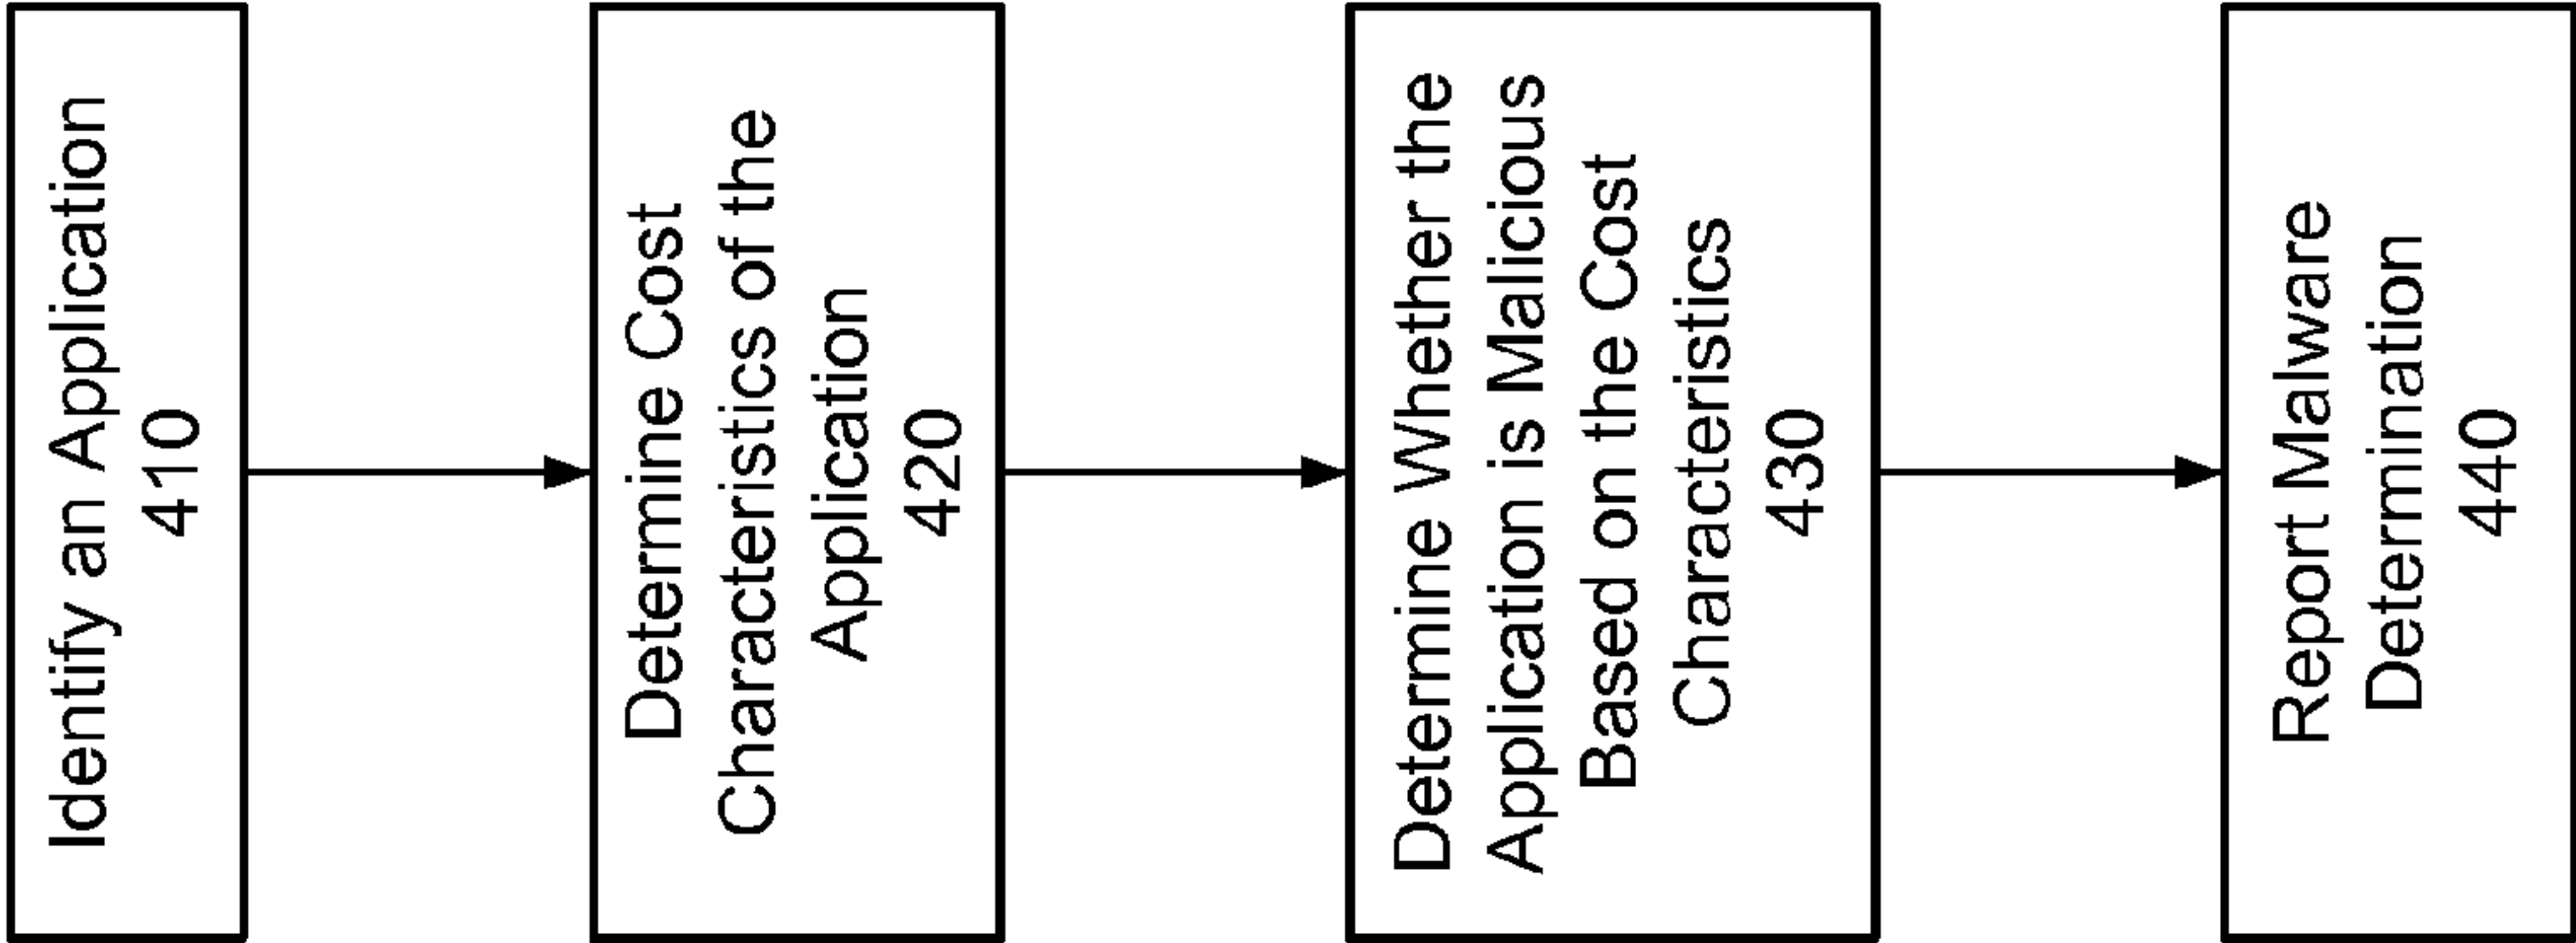 Identify an Application
410
Determine Cost
Characteristics of the
Application
420
Determine Whether the
Application is Malicious
Based on the Cost
Characteristics
430
Report Malware
Determination
440